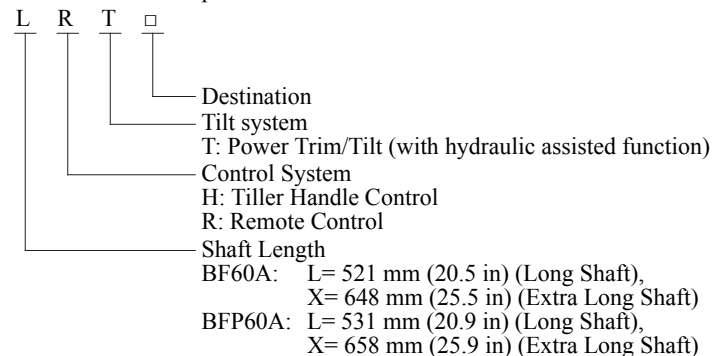 L R T □
Destination
Tilt system
T: Power Trim/Tilt (with hydraulic assisted function)
Control System
H: Tiller Handle Control
R: Remote Control
Shaft Length
BF60A: L= 521 mm (20.5 in) (Long Shaft),
X= 648 mm (25.5 in) (Extra Long Shaft)
BFP60A: L= 531 mm (20.9 in) (Long Shaft),
X= 658 mm (25.9 in) (Extra Long Shaft)